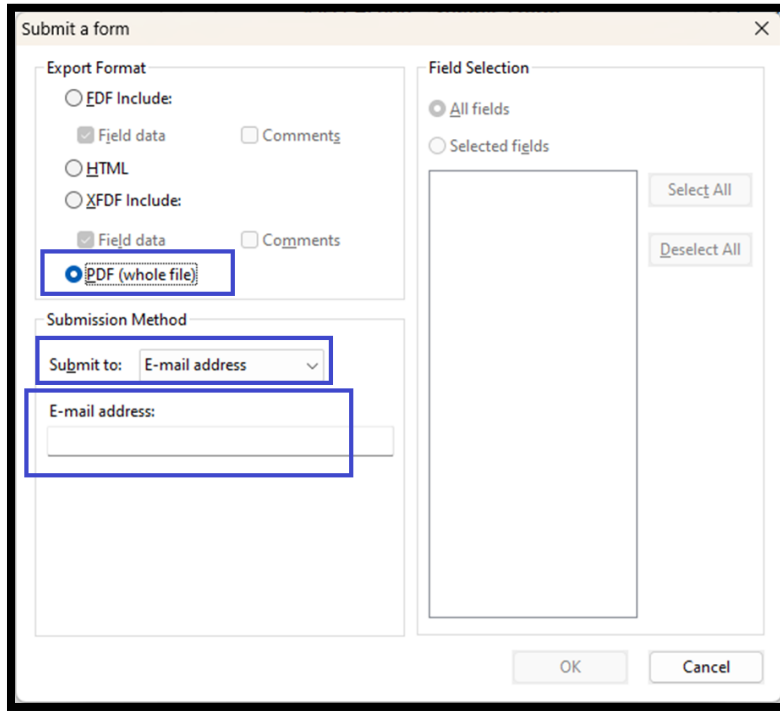 Submit a form
Export Format
FDF Include:
Field data Comments
HTML
XFDF Include:
Field data Comments
PDF (whole file)
Submission Method
Submit to: E-mail address
E-mail address:
Field Selection
All fields
Selected fields
Select All
Deselect All
OK Cancel